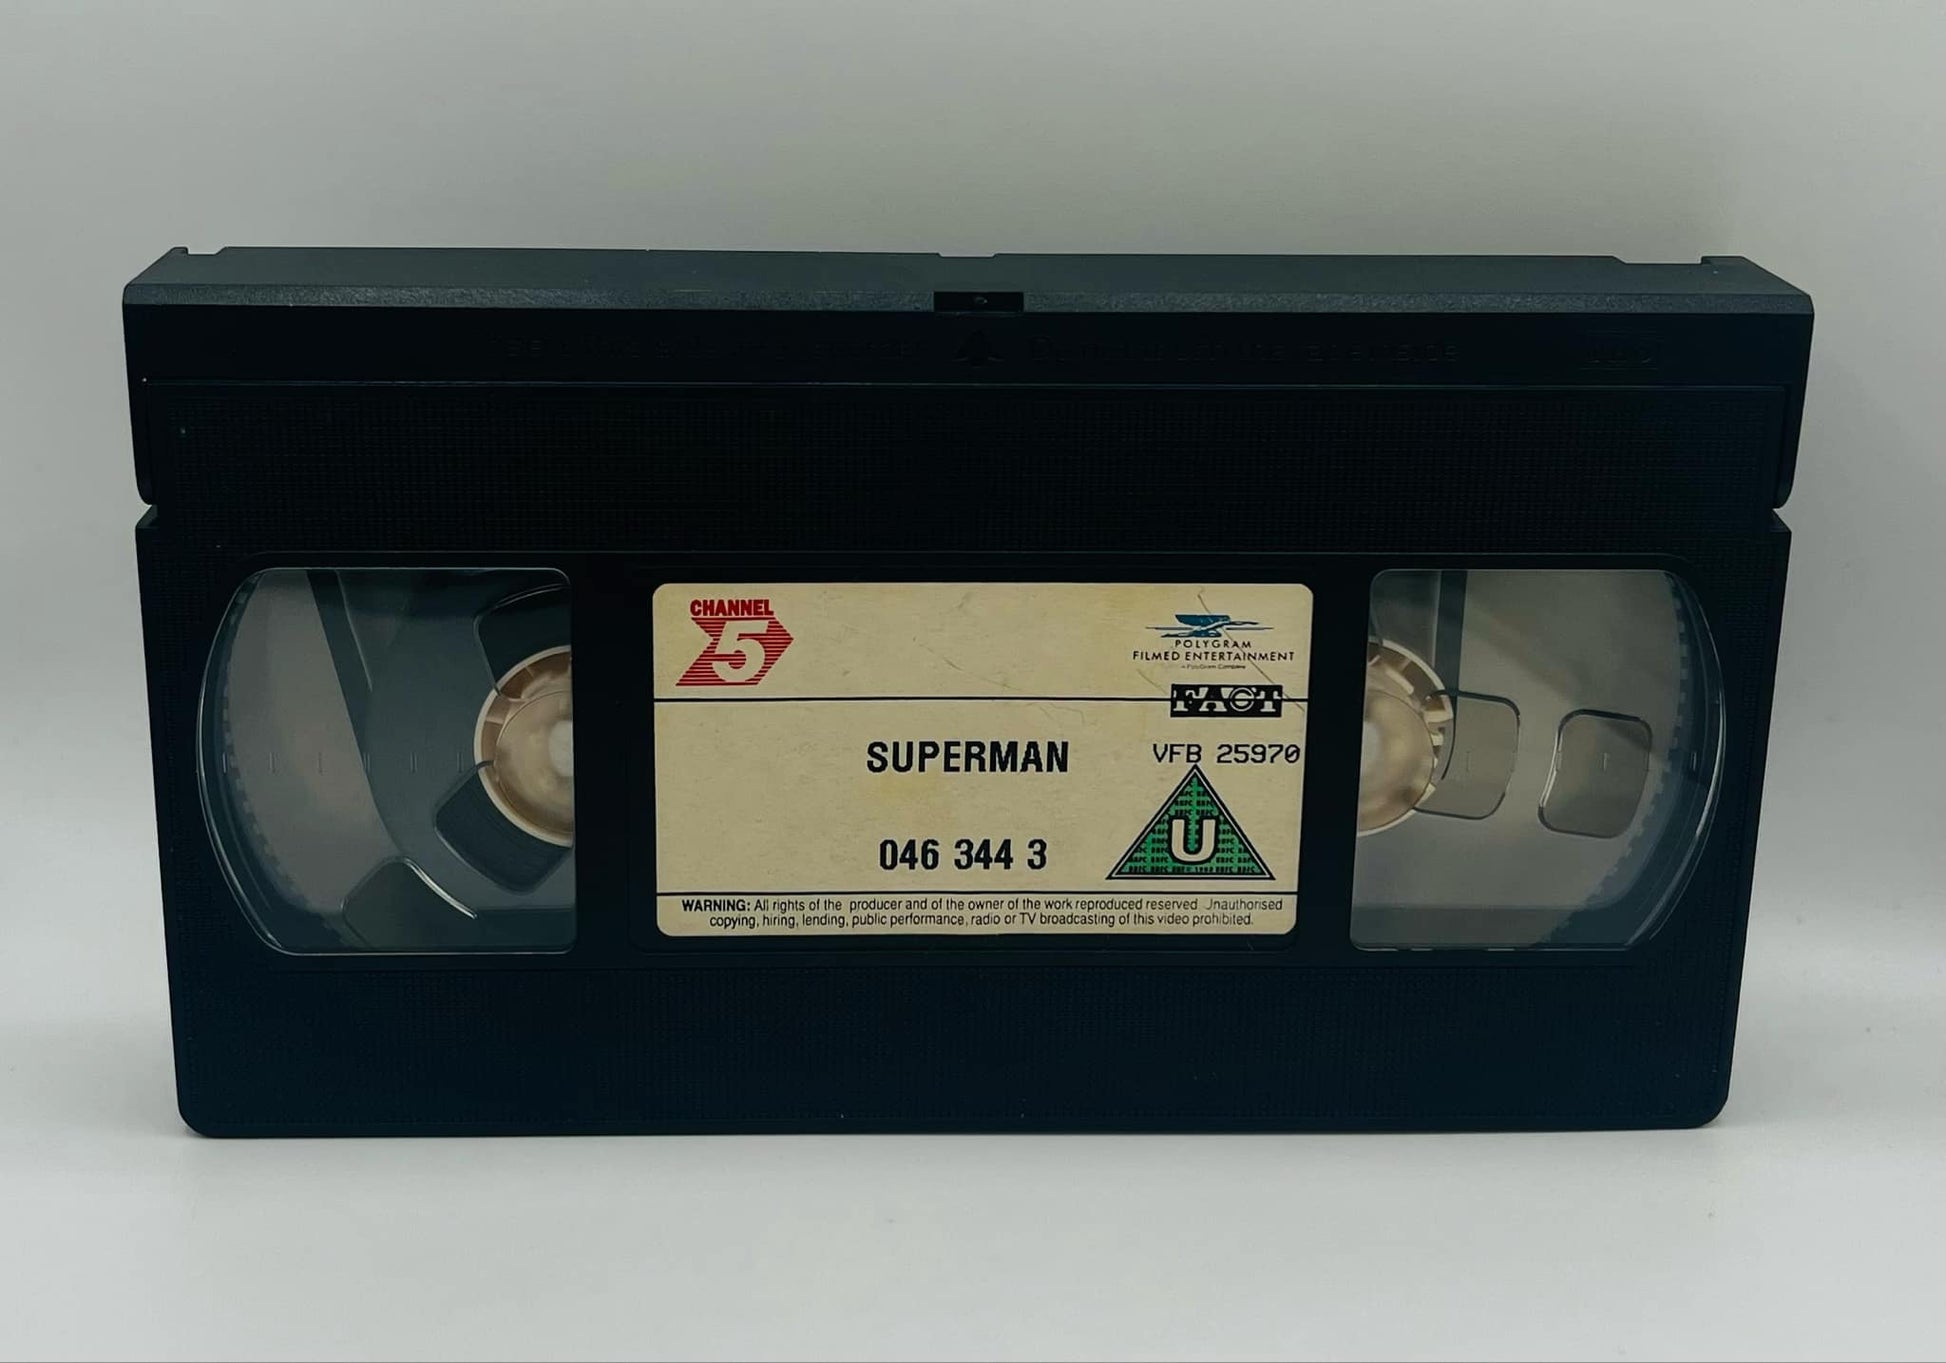 CHANNEL
5
POLYGRAM
FILMED ENTERTAINMENT
A PolyGram Company
FACT
SUPERMAN
VFB 25970
U
046 344 3
WARNING: All rights of the producer and of the owner of the work reproduced reserved. Unauthorised
copying, hiring, lending, public performance, radio or TV broadcasting of this video prohibited.